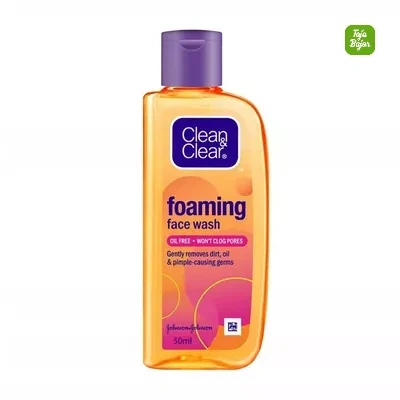 Taja
Bajar
Clean
&
Clear®
foaming
face wash
OIL FREE • WON'T CLOG PORES
Gently removes dirt, oil
& pimple-causing germs
Johnson & Johnson
50ml